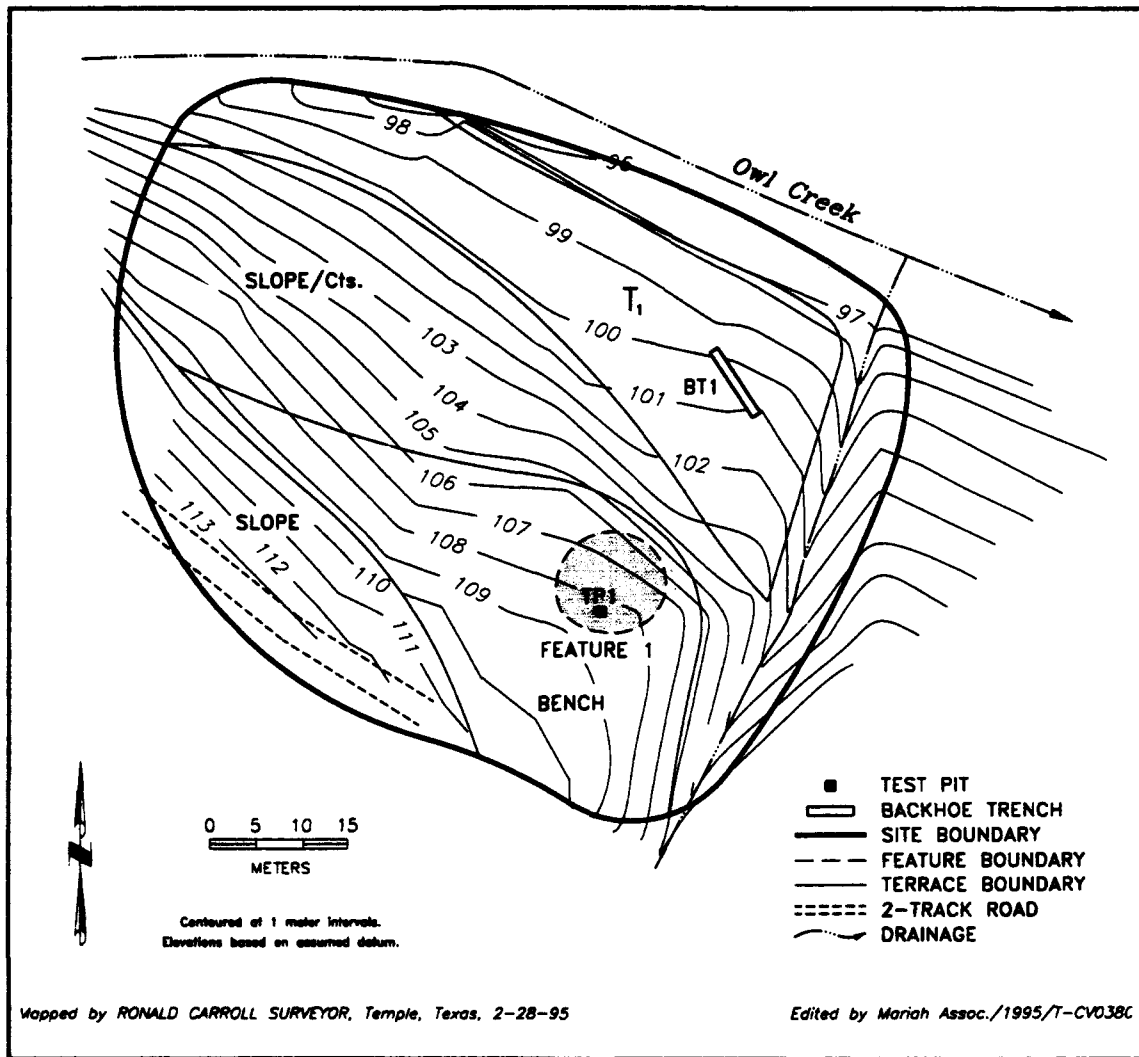 98
96
Owl Creek
99
SLOPE/Cts.
T1
97
100
103
BT1
104
101
105
102
106
107
113
SLOPE
108
112
110
109
TP1
111
FEATURE 1
BENCH
TEST PIT
BACKHOE TRENCH
SITE BOUNDARY
FEATURE BOUNDARY
TERRACE BOUNDARY
2-TRACK ROAD
DRAINAGE
N
0 5 10 15
METERS
Contoured at 1 meter intervals.
Elevations based on assumed datum.
Mapped by RONALD CARROLL SURVEYOR, Temple, Texas, 2-28-95
Edited by Mariah Assoc./1995/T-CV038C